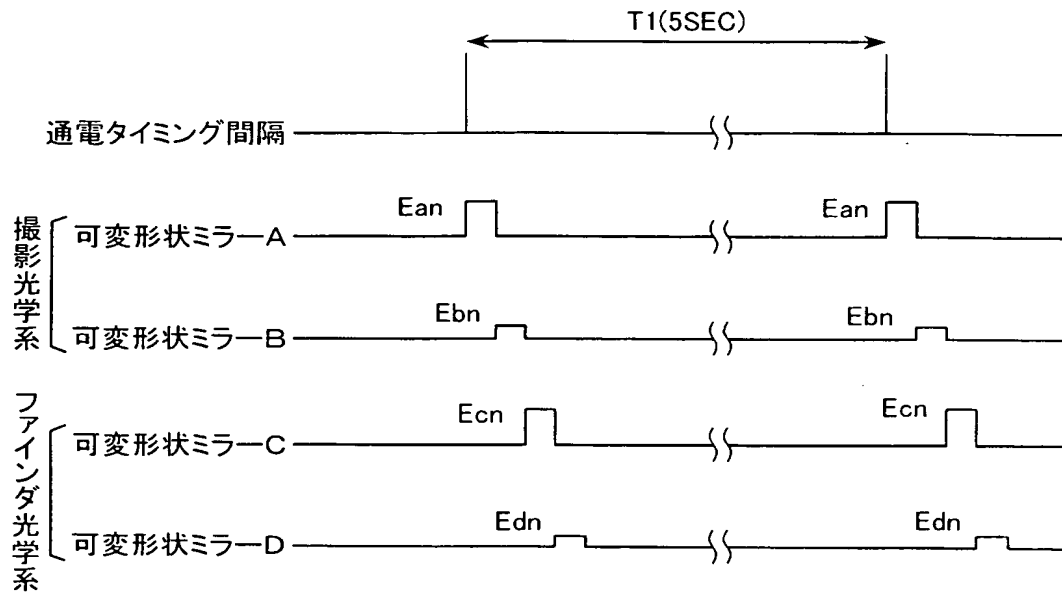 T1(5SEC)
通電タイミング間隔
撮影光学系
Ean
Ean
可変形状ミラーA
Ebn
Ebn
可変形状ミラーB
ファインダ光学系
Ecn
Ecn
可変形状ミラーC
Edn
Edn
可変形状ミラーD